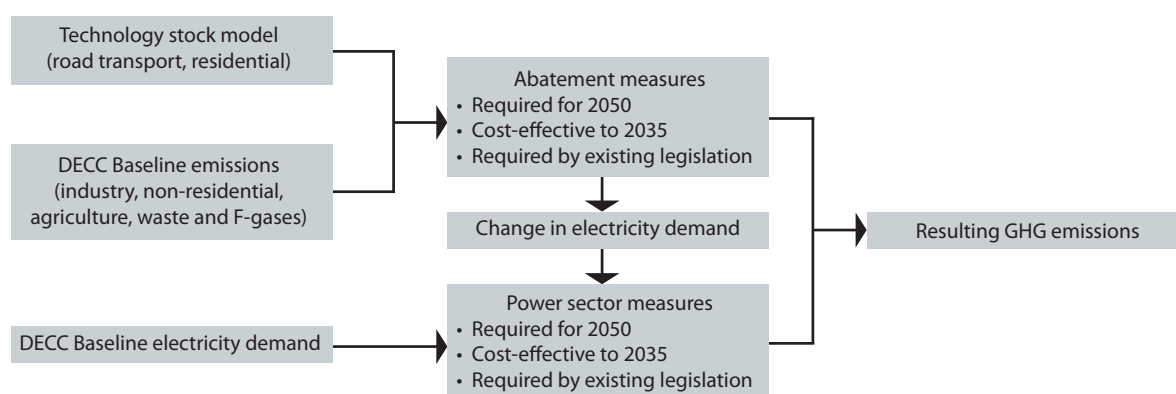 Technology stock model
(road transport, residential)
DECC Baseline emissions
(industry, non-residential,
agriculture, waste and F-gases)
DECC Baseline electricity demand
Abatement measures
• Required for 2050
• Cost-effective to 2035
• Required by existing legislation
Change in electricity demand
Power sector measures
• Required for 2050
• Cost-effective to 2035
• Required by existing legislation
Resulting GHG emissions